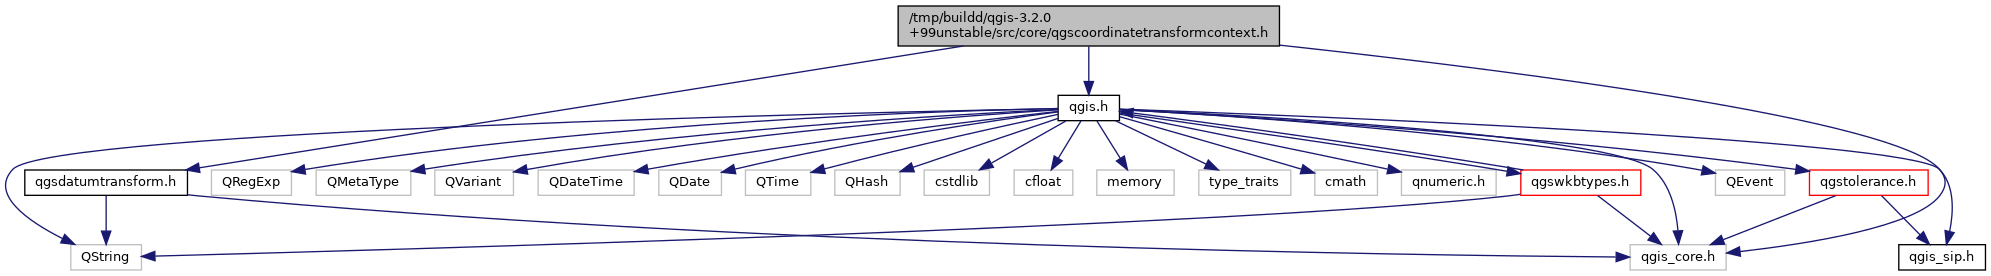 /tmp/buildd/qgis-3.2.0
+99unstable/src/core/qgscoordinatetransformcontext.h
qgis.h
qgsdatumtransform.h
QRegExp
QMetaType
QVariant
QDateTime
QDate
QTime
QHash
cstdlib
cfloat
memory
type_traits
cmath
qnumeric.h
qgswkbtypes.h
QEvent
qgstolerance.h
QString
qgis_core.h
qgis_sip.h